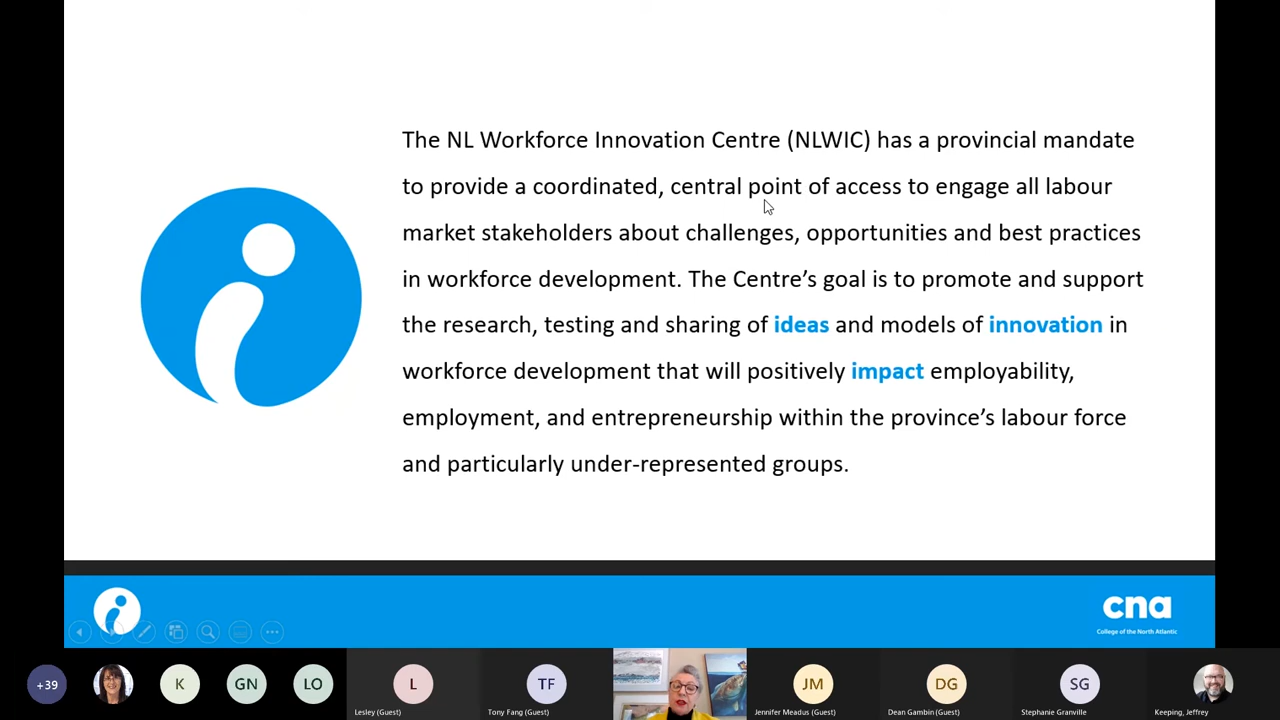 The NL Workforce Innovation Centre (NLWIC) has a provincial mandate
to provide a coordinated, central point of access to engage all labour
market stakeholders about challenges, opportunities and best practices
in workforce development. The Centre’s goal is to promote and support
the research, testing and sharing of ideas and models of innovation in
workforce development that will positively impact employability,
employment, and entrepreneurship within the province’s labour force
and particularly under-represented groups.
cna
College of the North Atlantic
+39
K
GN
LO
L
TF
JM
DG
SG
Lesley (Guest)
Tony Fang (Guest)
Jennifer Meadus (Guest)
Dean Gambin (Guest)
Stephanie Granville
Keeping, Jeffrey